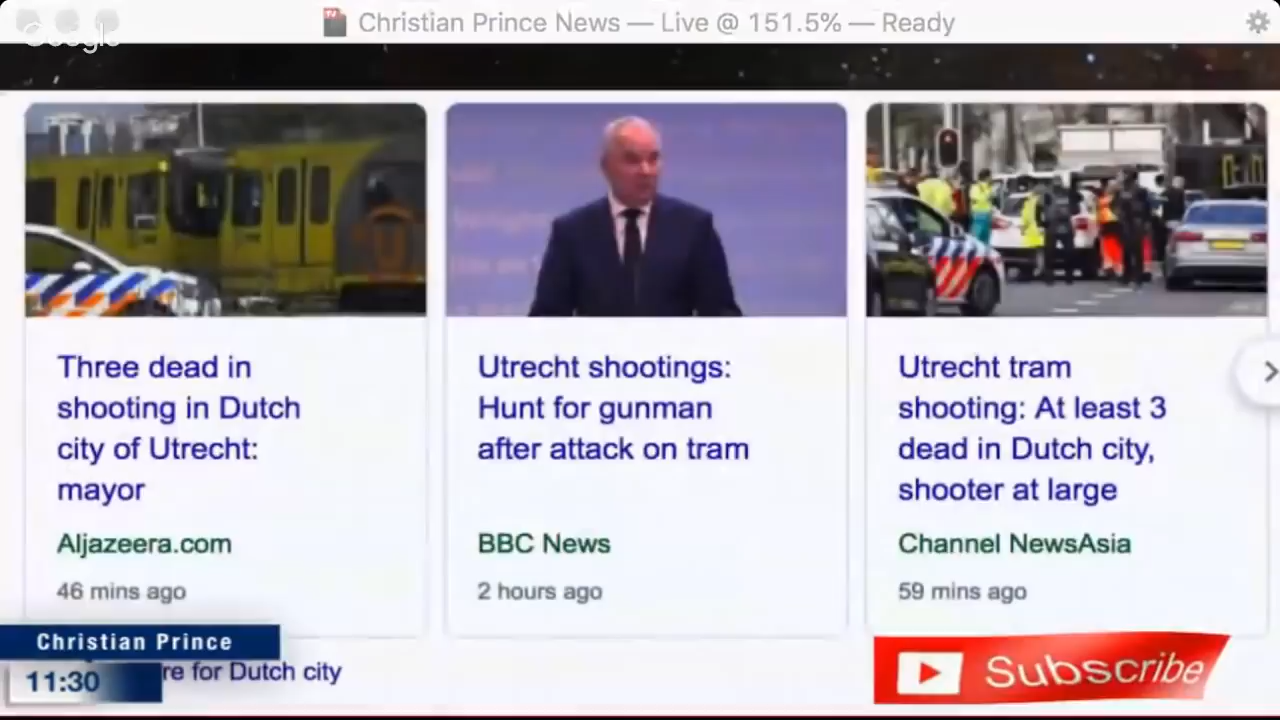 Christian Prince News — Live @ 151.5% — Ready
Google
Three dead in
shooting in Dutch
city of Utrecht:
mayor
Aljazeera.com
46 mins ago
Utrecht shootings:
Hunt for gunman
after attack on tram
BBC News
2 hours ago
Utrecht tram
shooting: At least 3
dead in Dutch city,
shooter at large
Channel NewsAsia
59 mins ago
Christian Prince
11:30
for Dutch city
Subscribe